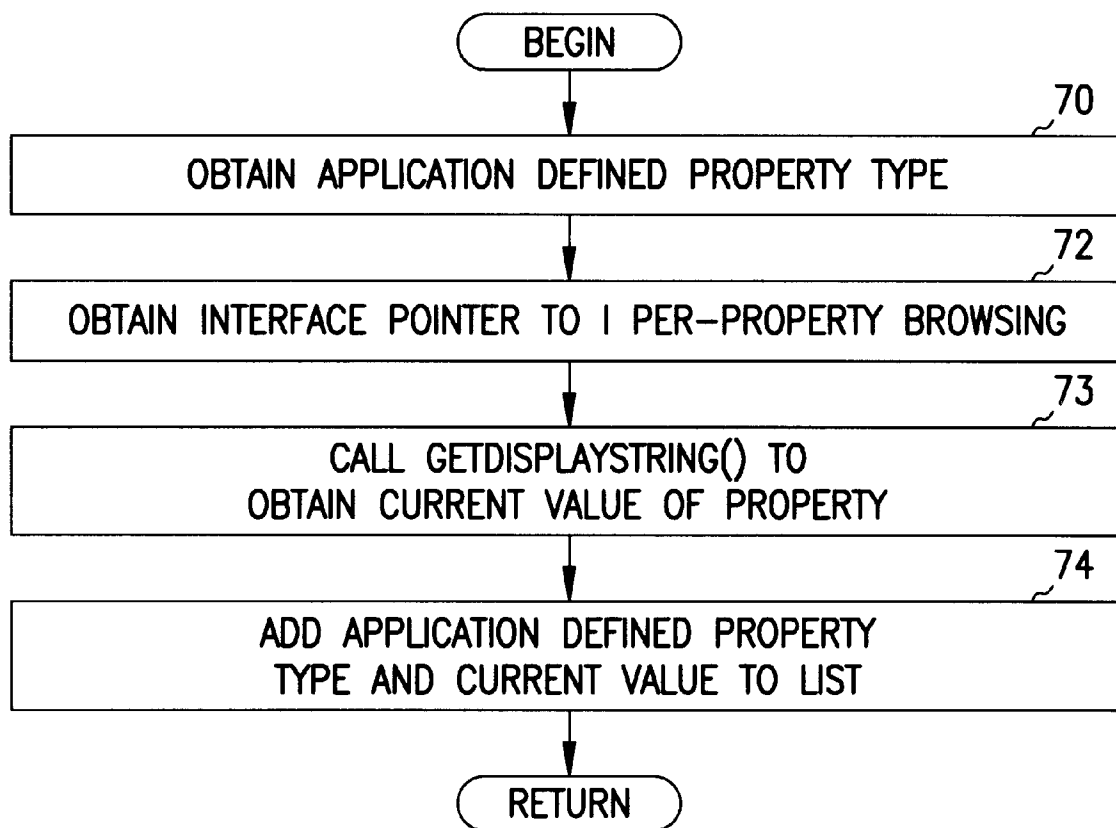 BEGIN
70
OBTAIN APPLICATION DEFINED PROPERTY TYPE
72
OBTAIN INTERFACE POINTER TO I PER-PROPERTY BROWSING
73
CALL GETDISPLAYSTRING() TO
OBTAIN CURRENT VALUE OF PROPERTY
74
ADD APPLICATION DEFINED PROPERTY
TYPE AND CURRENT VALUE TO LIST
RETURN